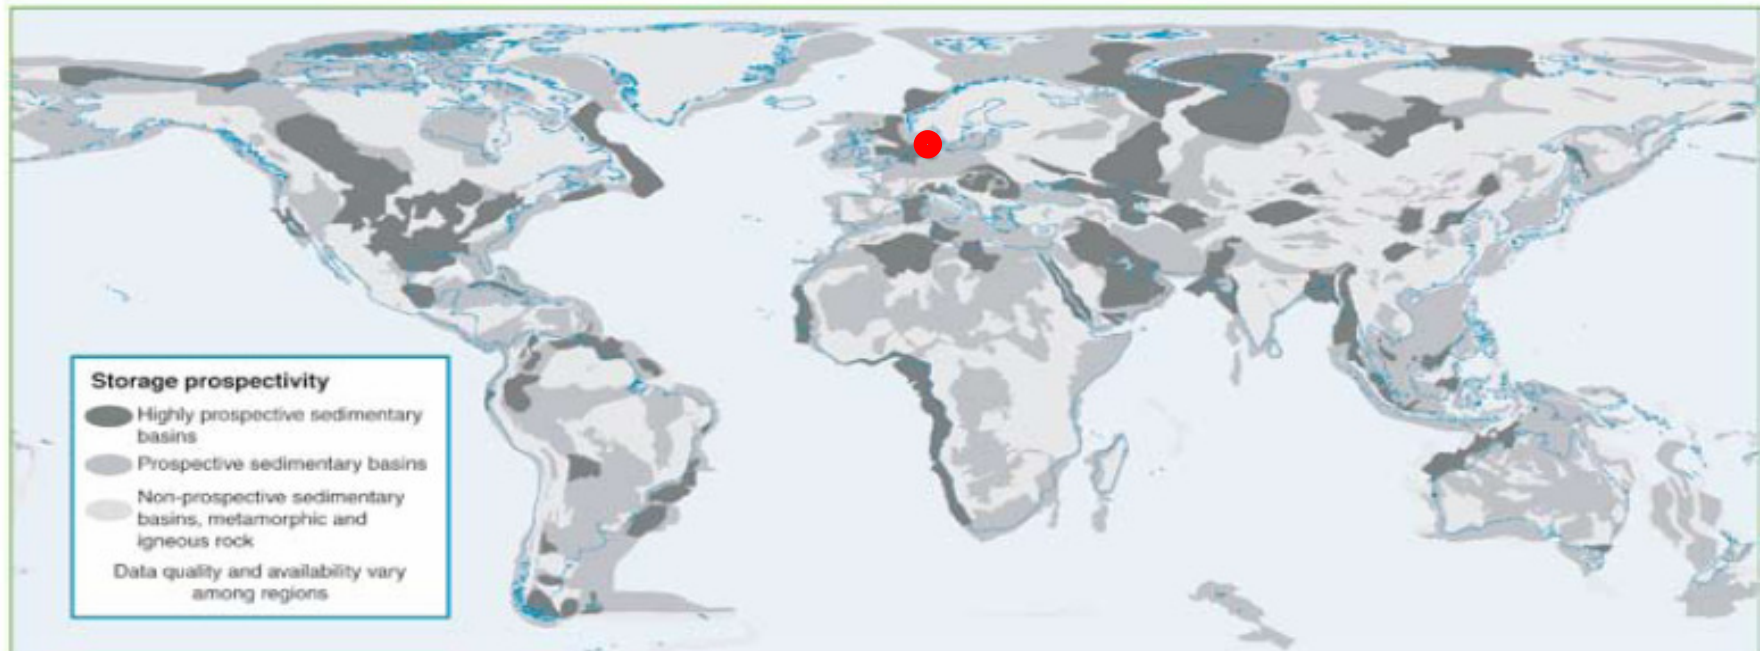 Storage prospectivity
Highly prospective sedimentary
basins
Prospective sedimentary basins
Non-prospective sedimentary
basins, metamorphic and
igneous rock
Data quality and availability vary
among regions